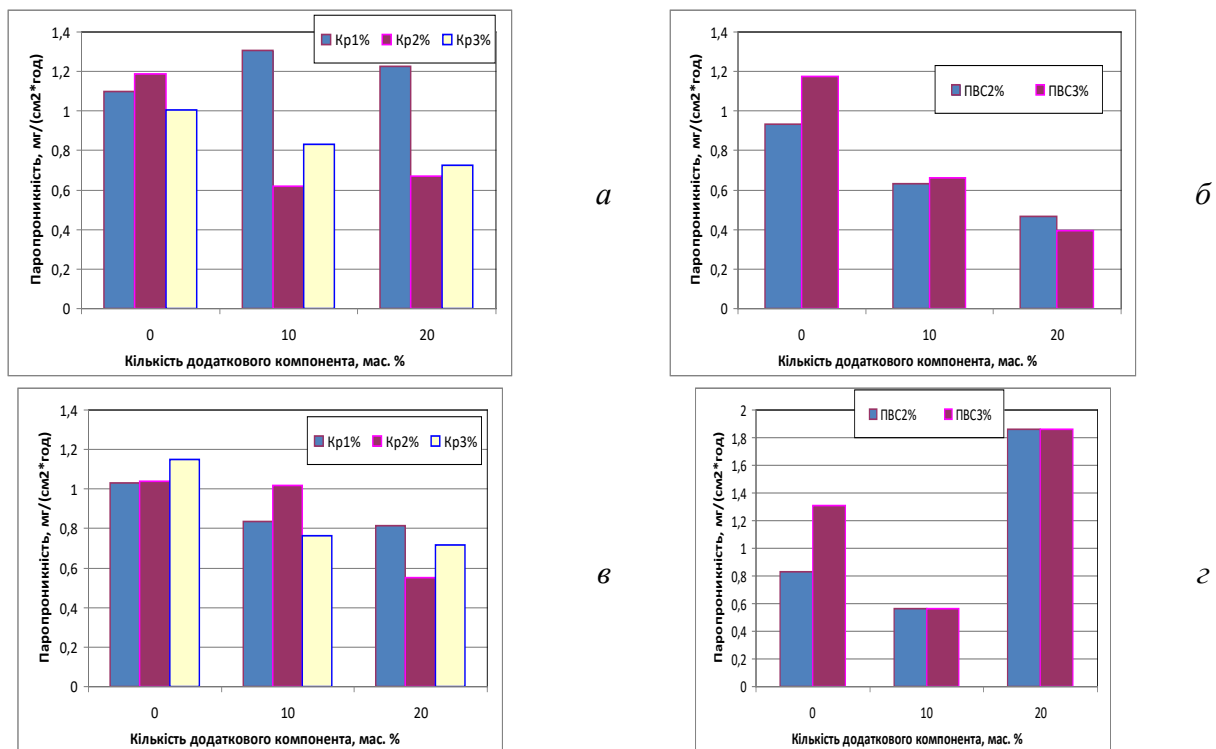 Паропроникність, мг/(см2*год)
1,4
1,2
1
0,8
0,6
0,4
0,2
0
Кр1% Кр2% Кр3%
0 10 20
Кількість додаткового компонента, мас. %
а
Паропроникність, мг/(см2*год)
1,4
1,2
1
0,8
0,6
0,4
0,2
0
ПВС2% ПВС3%
0 10 20
Кількість додаткового компонента, мас. %
б
Паропроникність, мг/(см2*год)
1,4
1,2
1
0,8
0,6
0,4
0,2
0
Кр1% Кр2% Кр3%
0 10 20
Кількість додаткового компонента, мас. %
в
Паропроникність, мг/(см2*год)
2
1,8
1,6
1,4
1,2
1
0,8
0,6
0,4
0,2
0
ПВС2% ПВС3%
0 10 20
Кількість додаткового компонента, мас. %
г